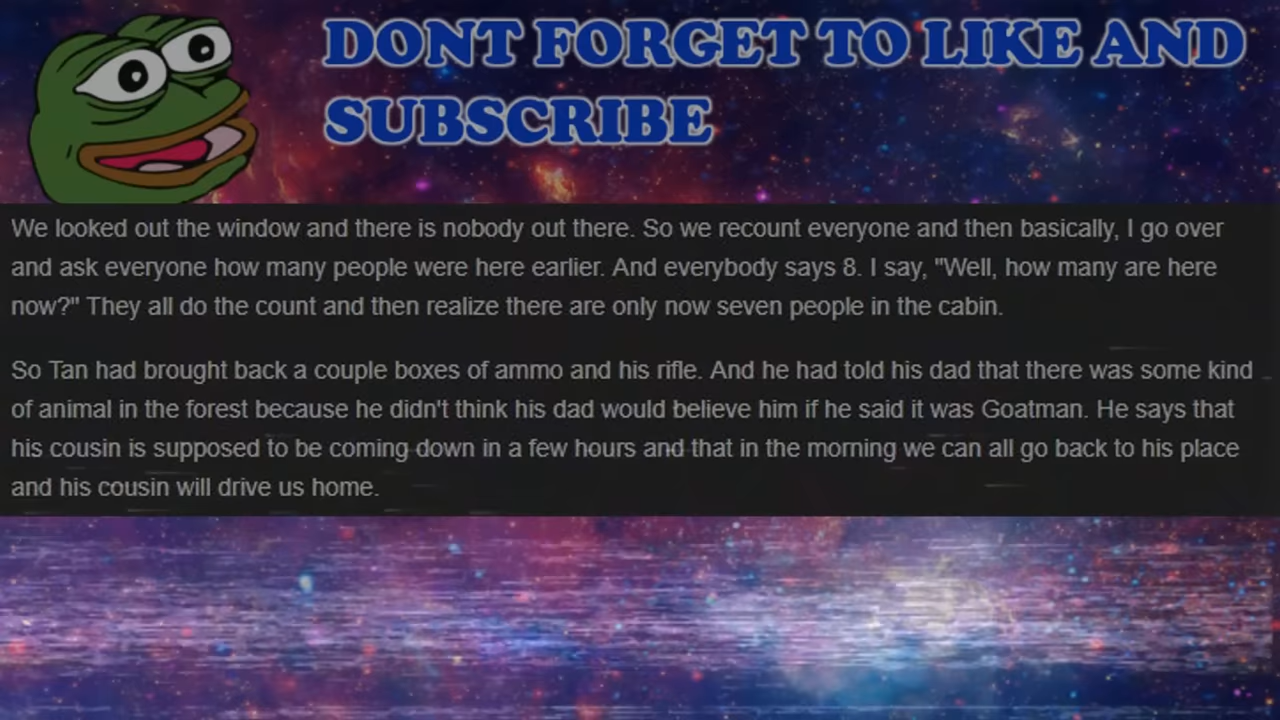 DONT FORGET TO LIKE AND
SUBSCRIBE
We looked out the window and there is nobody out there. So we recount everyone and then basically, I go over
and ask everyone how many people were here earlier. And everybody says 8. I say, "Well, how many are here
now?" They all do the count and then realize there are only now seven people in the cabin.
So Tan had brought back a couple boxes of ammo and his rifle. And he had told his dad that there was some kind
of animal in the forest because he didn't think his dad would believe him if he said it was Goatman. He says that
his cousin is supposed to be coming down in a few hours and that in the morning we can all go back to his place
and his cousin will drive us home.